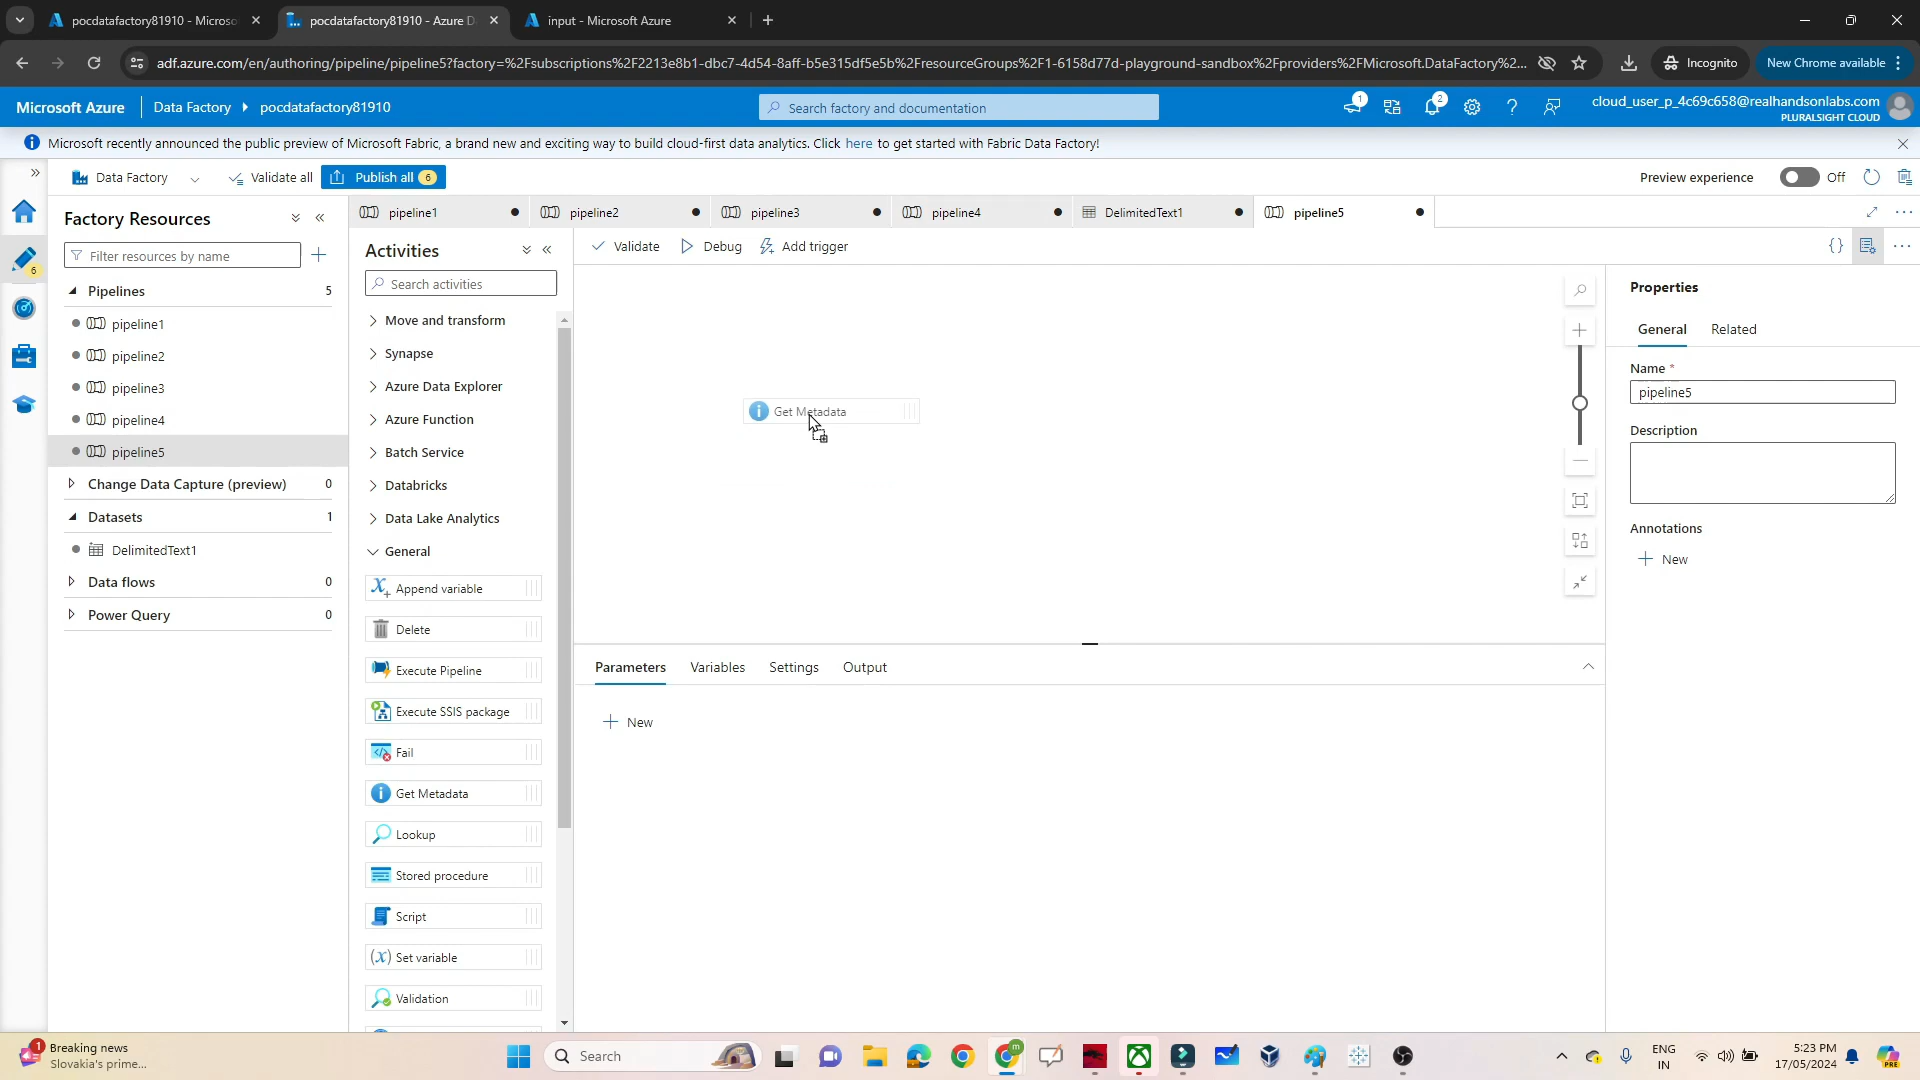 pocdatafactory81910 - Microso
pocdatafactory81910 - Azure D
input - Microsoft Azure
adf.azure.com/en/authoring/pipeline/pipeline5?factory=%2Fsubscriptions%2F2213e8b1-dbc7-4d54-8aff-b5e315df5e5b%2FresourceGroups%2F1-6158d77d-playground-sandbox%2Fproviders%2FMicrosoft.DataFactory%2...
Incognito
New Chrome available
Microsoft Azure
Data Factory
pocdatafactory81910
Search factory and documentation
1
2
cloud_user_p_4c69c658@realhandsonlabs.com
PLURALSIGHT CLOUD
Microsoft recently announced the public preview of Microsoft Fabric, a brand new and exciting way to build cloud-first data analytics. Click here to get started with Fabric Data Factory!
Data Factory
Validate all
Publish all 6
Preview experience
Off
Factory Resources
Filter resources by name
6
Pipelines 5
pipeline1
pipeline2
pipeline3
pipeline4
pipeline5
Change Data Capture (preview) 0
Datasets 1
DelimitedText1
Data flows 0
Power Query 0
pipeline1
pipeline2
pipeline3
pipeline4
DelimitedText1
pipeline5
Activities
Search activities
Move and transform
Synapse
Azure Data Explorer
Azure Function
Batch Service
Databricks
Data Lake Analytics
General
Append variable
Delete
Execute Pipeline
Execute SSIS package
Fail
Get Metadata
Lookup
Stored procedure
Script
Set variable
Validation
Validate
Debug
Add trigger
Get Metadata
Parameters
Variables
Settings
Output
New
Properties
General
Related
Name *
pipeline5
Description
Annotations
New
1
Breaking news
Slovakia's prime...
Search
m
ENG
IN
5:23 PM
17/05/2024
PRE